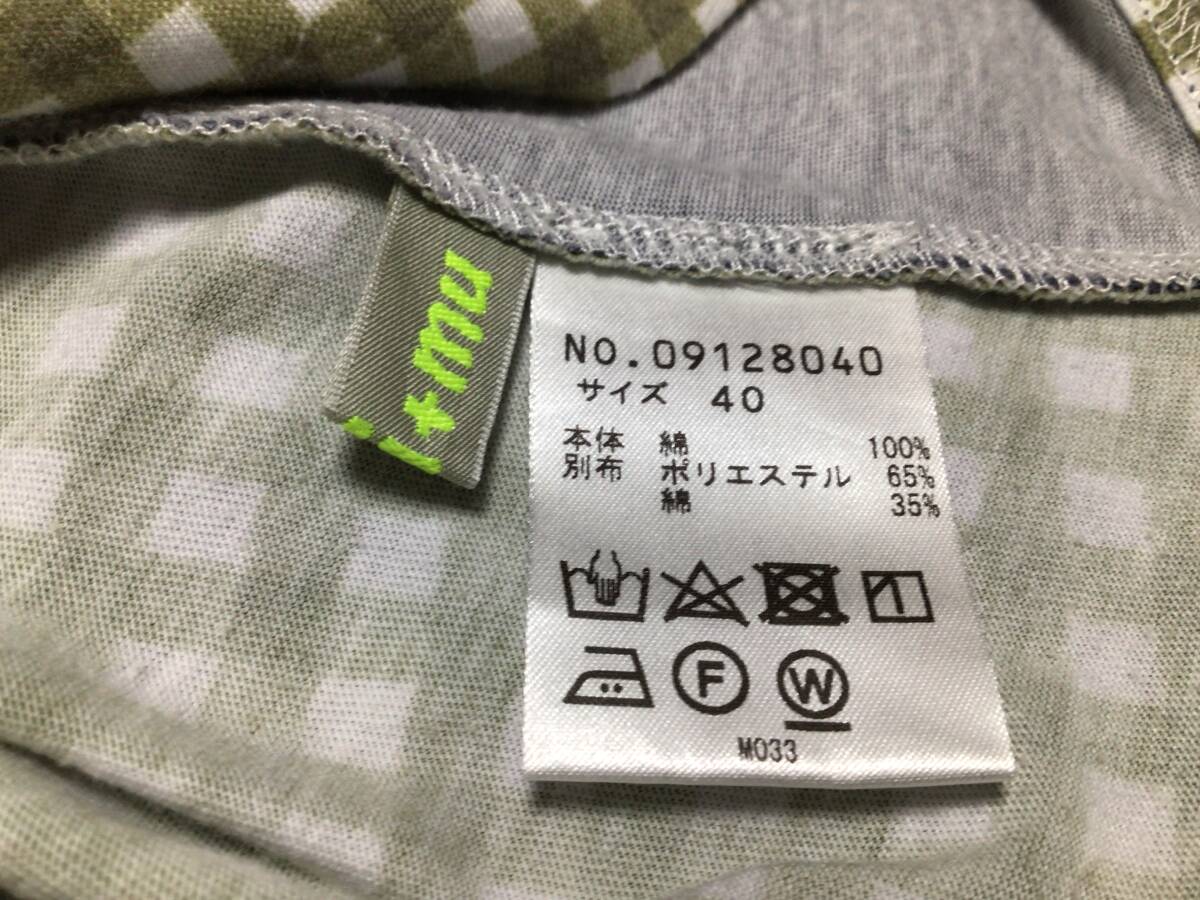 i+mu
NO.09128040
サイズ 40
本体 綿 100%
別布 ポリエステル 65%
綿 35%
F W
M033